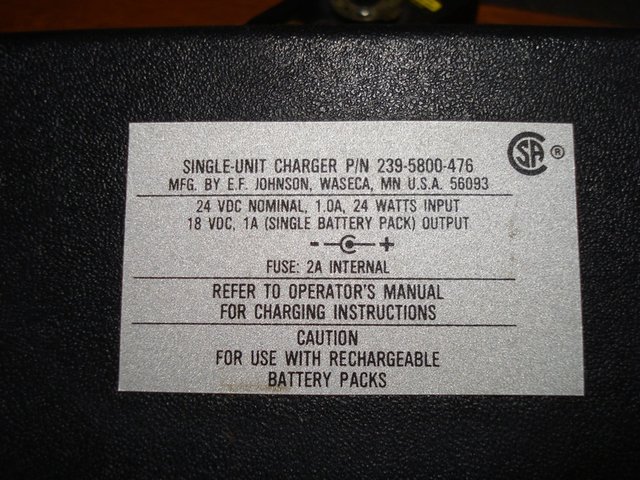 SINGLE-UNIT CHARGER P/N 239-5800-476
MFG. BY E.F. JOHNSON, WASECA, MN U.S.A. 56093
24 VDC NOMINAL, 1.0A, 24 WATTS INPUT
18 VDC, 1A (SINGLE BATTERY PACK) OUTPUT
- +
FUSE: 2A INTERNAL
REFER TO OPERATOR'S MANUAL
FOR CHARGING INSTRUCTIONS
CAUTION
FOR USE WITH RECHARGEABLE
BATTERY PACKS
CSA ®